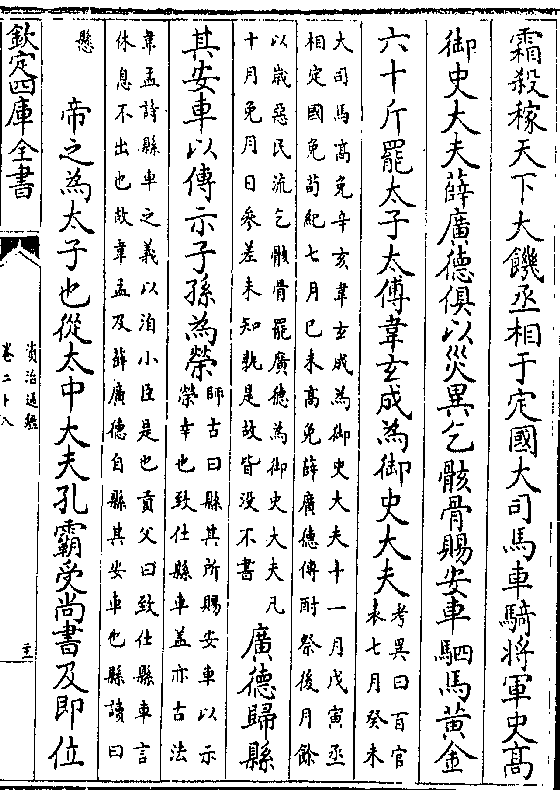 霜殺稼天下大饑丞相于定國大司馬車騎將軍史高
御史大夫薛廣德俱以災異乞骸骨賜安車駟馬黃金
六十斤罷太子太傅韋玄成為御史大夫
考異曰百官
表七月癸未
大司馬高免辛亥韋玄成為御史大夫十一月戊寅丞
相定國免荀紀七月己未高免薛廣德傳酎祭後月餘
以歲惡民流乞骸骨罷廣德為御史大夫凡
十月免月日參差未知孰是故皆沒不書
廣德歸縣
其安車以傳示子孫為榮
師古曰縣其所賜安車以示
榮幸也致仕縣車蓋亦古法
韋孟詩縣車之義以洎小臣是也貢父曰致仕縣車言
休息不出也故韋孟及薛廣德自縣其安車也縣讀曰
懸
帝之為太子也從太中大夫孔霸受尚書及即位
欽定四庫全書
資治通鑑
卷二十八